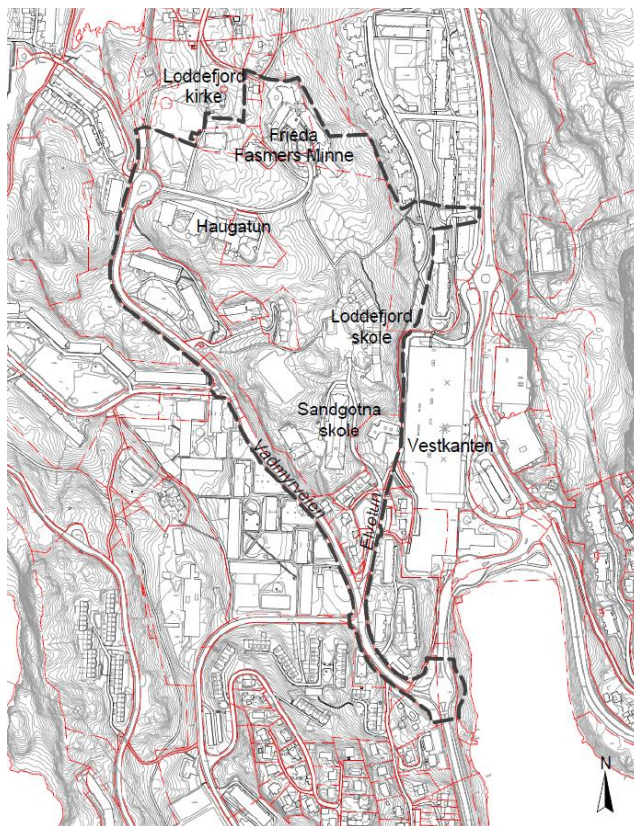 Loddefjord
kirke
Frieda
Fasmers Minne
Haugatun
Loddefjord
skole
Sandgotna
skole
Vestkanten
Vadmyrveien
Elvetun
N